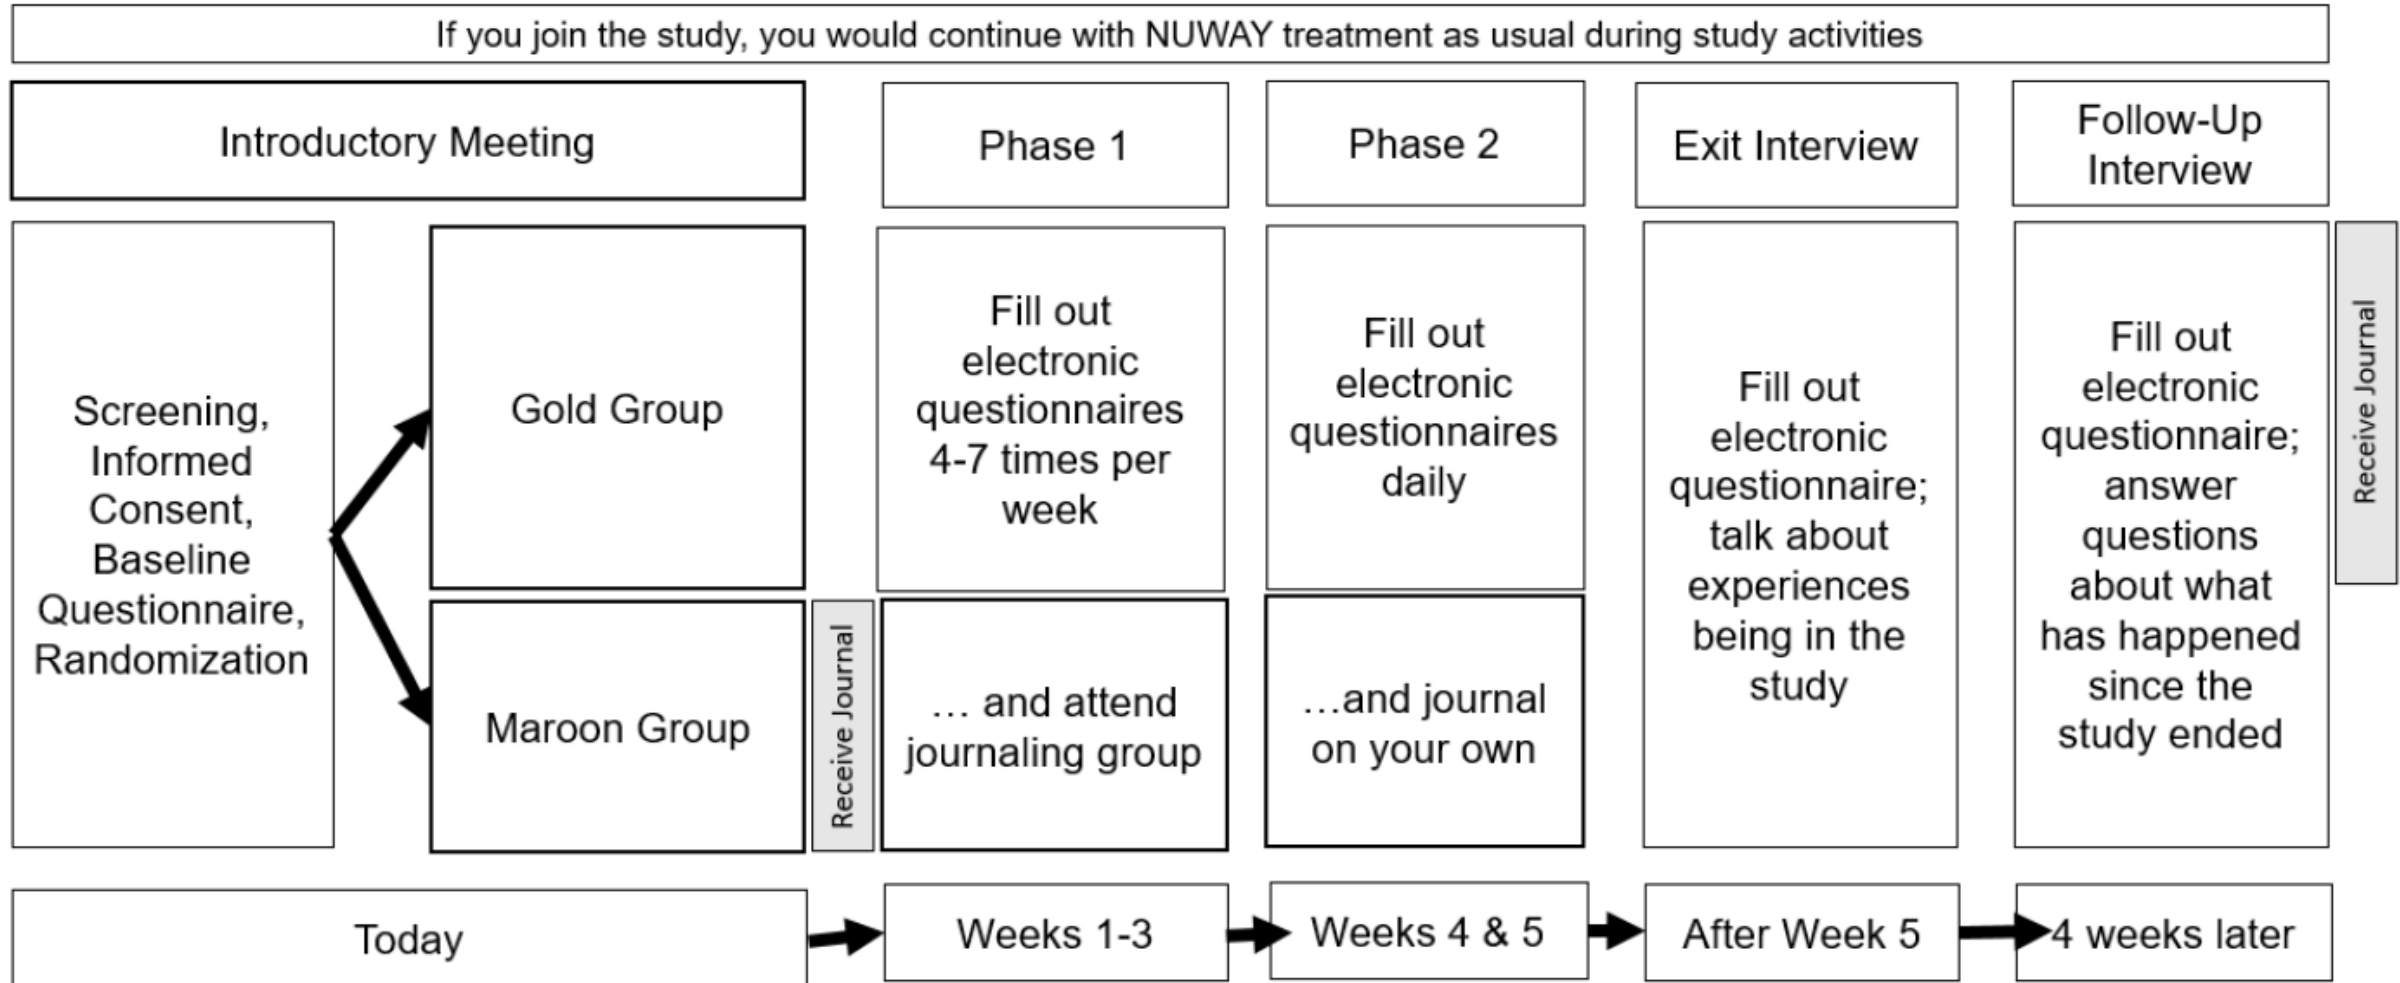 If you join the study, you would continue with NUWAY treatment as usual during study activities
Introductory Meeting
Phase 1
Phase 2
Exit Interview
Follow-Up
Interview
Screening,
Informed
Consent,
Baseline
Questionnaire,
Randomization
Gold Group
Maroon Group
Receive Journal
Fill out
electronic
questionnaires
4-7 times per
week
… and attend
journaling group
Fill out
electronic
questionnaires
daily
…and journal
on your own
Fill out
electronic
questionnaire;
talk about
experiences
being in the
study
Fill out
electronic
questionnaire;
answer
questions
about what
has happened
since the
study ended
Receive Journal
Today
Weeks 1-3
Weeks 4 & 5
After Week 5
4 weeks later